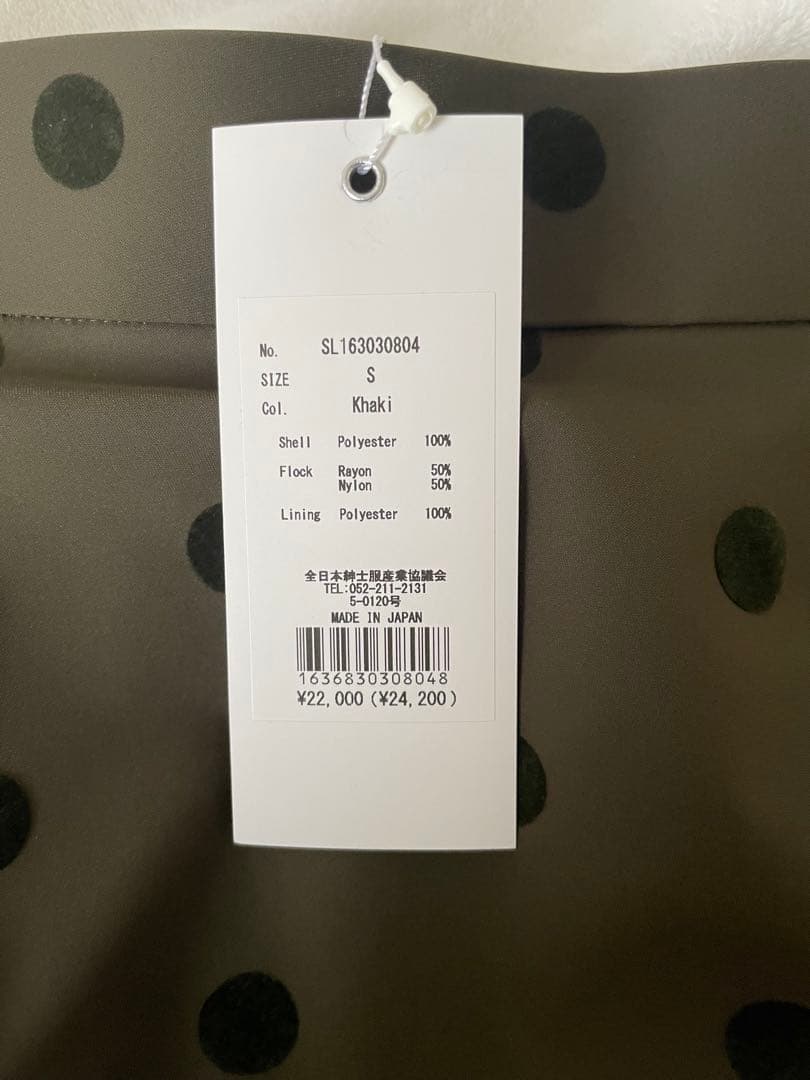 No. SL163030804
SIZE S
Col. Khaki
Shell Polyester 100%
Flock Rayon 50%
Nylon 50%
Lining Polyester 100%
全日本紳士服産業協議会
TEL:052-211-2131
5-0120号
MADE IN JAPAN
1636830308048
¥22,000 (¥24,200)